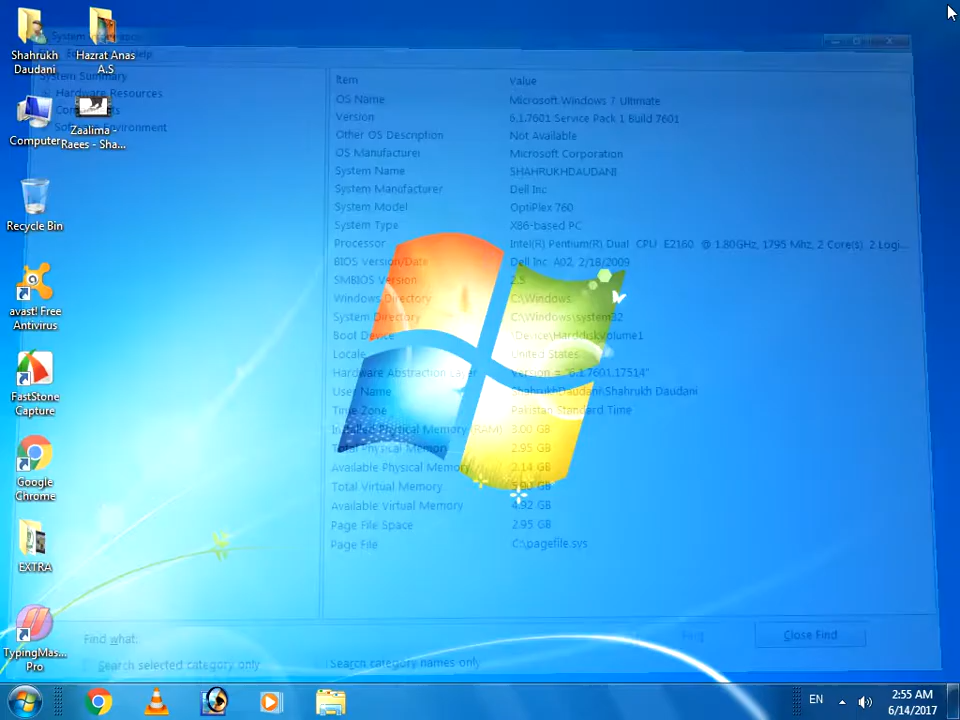 Shahrukh
Daudani
Hazrat Anas
A.S
Computer
Zaalima -
Raees - Sha...
Recycle Bin
avast! Free
Antivirus
FastStone
Capture
Google
Chrome
EXTRA
TypingMas...
Pro
System Information
Help
System Summary
Hardware Resources
Components
Software Environment
Item Value
OS Name Microsoft Windows 7 Ultimate
Version 6.1.7601 Service Pack 1 Build 7601
Other OS Description Not Available
OS Manufacturer Microsoft Corporation
System Name SHAHRUKHDAUDANI
System Manufacturer Dell Inc
System Model OptiPlex 760
System Type X86-based PC
Processor Intel(R) Pentium(R) Dual CPU E2160 @ 1.80GHz, 1795 Mhz, 2 Core(s), 2 Logi...
BIOS Version/Date Dell Inc. A02, 2/18/2009
SMBIOS Version 2.5
Windows Directory C:\Windows
System Directory C:\Windows\system32
Boot Device \Device\HarddiskVolume1
Locale United States
Hardware Abstraction Layer Version = "6.1.7601.17514"
User Name ShahrukhDaudani\Shahrukh Daudani
Time Zone Pakistan Standard Time
Installed Physical Memory (RAM) 3.00 GB
Total Physical Memory 2.95 GB
Available Physical Memory 2.14 GB
Total Virtual Memory 5.90 GB
Available Virtual Memory 4.92 GB
Page File Space 2.95 GB
Page File C:\pagefile.sys
Find what:
Find
Close Find
Search selected category only
Search category names only
EN
2:55 AM
6/14/2017